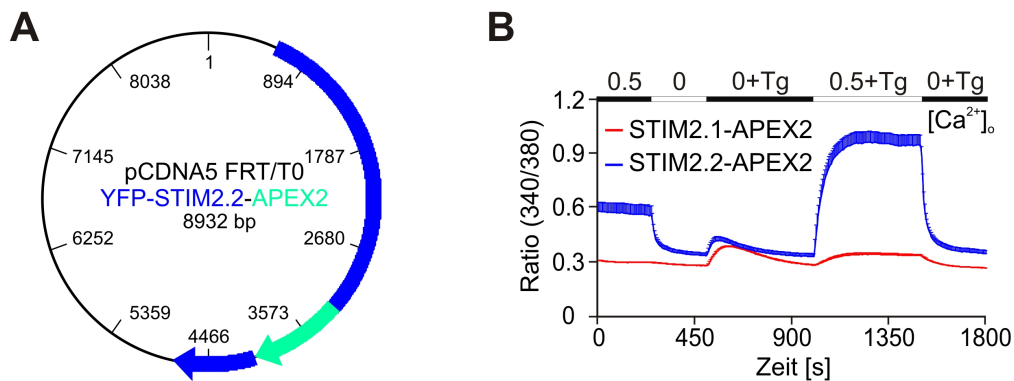 A
1
894
1787
2680
3573
4466
5359
6252
7145
8038
pCDNA5 FRT/T0
YFP-STIM2.2-APEX2
8932 bp
B
0.5 0 0+Tg 0.5+Tg 0+Tg
[Ca²⁺]ₒ
STIM2.1-APEX2
STIM2.2-APEX2
Ratio (340/380)
1.2
0.9
0.6
0.3
0
0 450 900 1350 1800
Zeit [s]